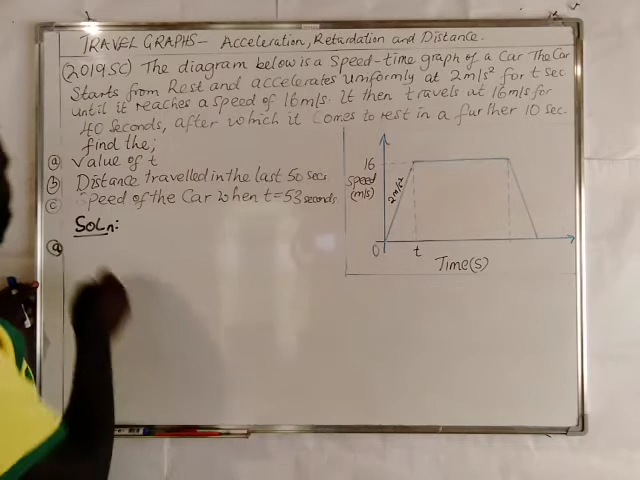 TRAVEL GRAPHS - Acceleration, Retardation and Distance.
(2019.SC) The diagram below is a Speed-time graph of a Car The Car
Starts from Rest and accelerates uniformly at 2m/s² for t sec
until it reaches a speed of 16m/s. It then travels at 16m/s for
40 Seconds, after which it Comes to rest in a further 10 sec.
find the;
(a) Value of t
(b) Distance travelled in the last 50 secs
(c) Speed of the Car when t=53 seconds
SOLn:
(a)
16
Speed
(m/s)
2m/s²
0
t
Time(s)